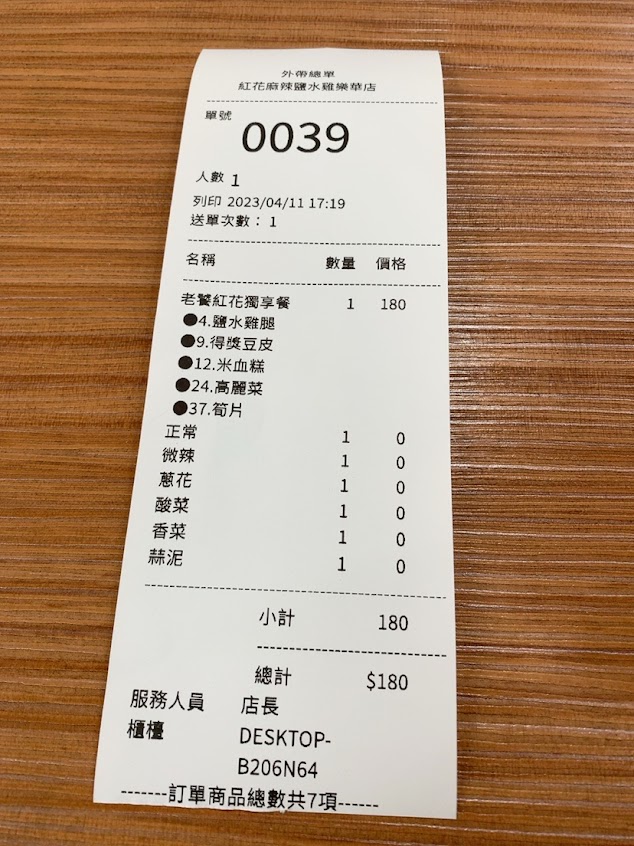 外帶總單
紅花麻辣鹽水雞樂華店
單號
0039
人數 1
列印 2023/04/11 17:19
送單次數：1
名稱 數量 價格
老饕紅花獨享餐 1 180
●4.鹽水雞腿
●9.得獎豆皮
●12.米血糕
●24.高麗菜
●37.筍片
正常 1 0
微辣 1 0
蔥花 1 0
酸菜 1 0
香菜 1 0
蒜泥 1 0
小計 180
總計 $180
服務人員 店長
櫃檯 DESKTOP-
B206N64
-------訂單商品總數共7項------